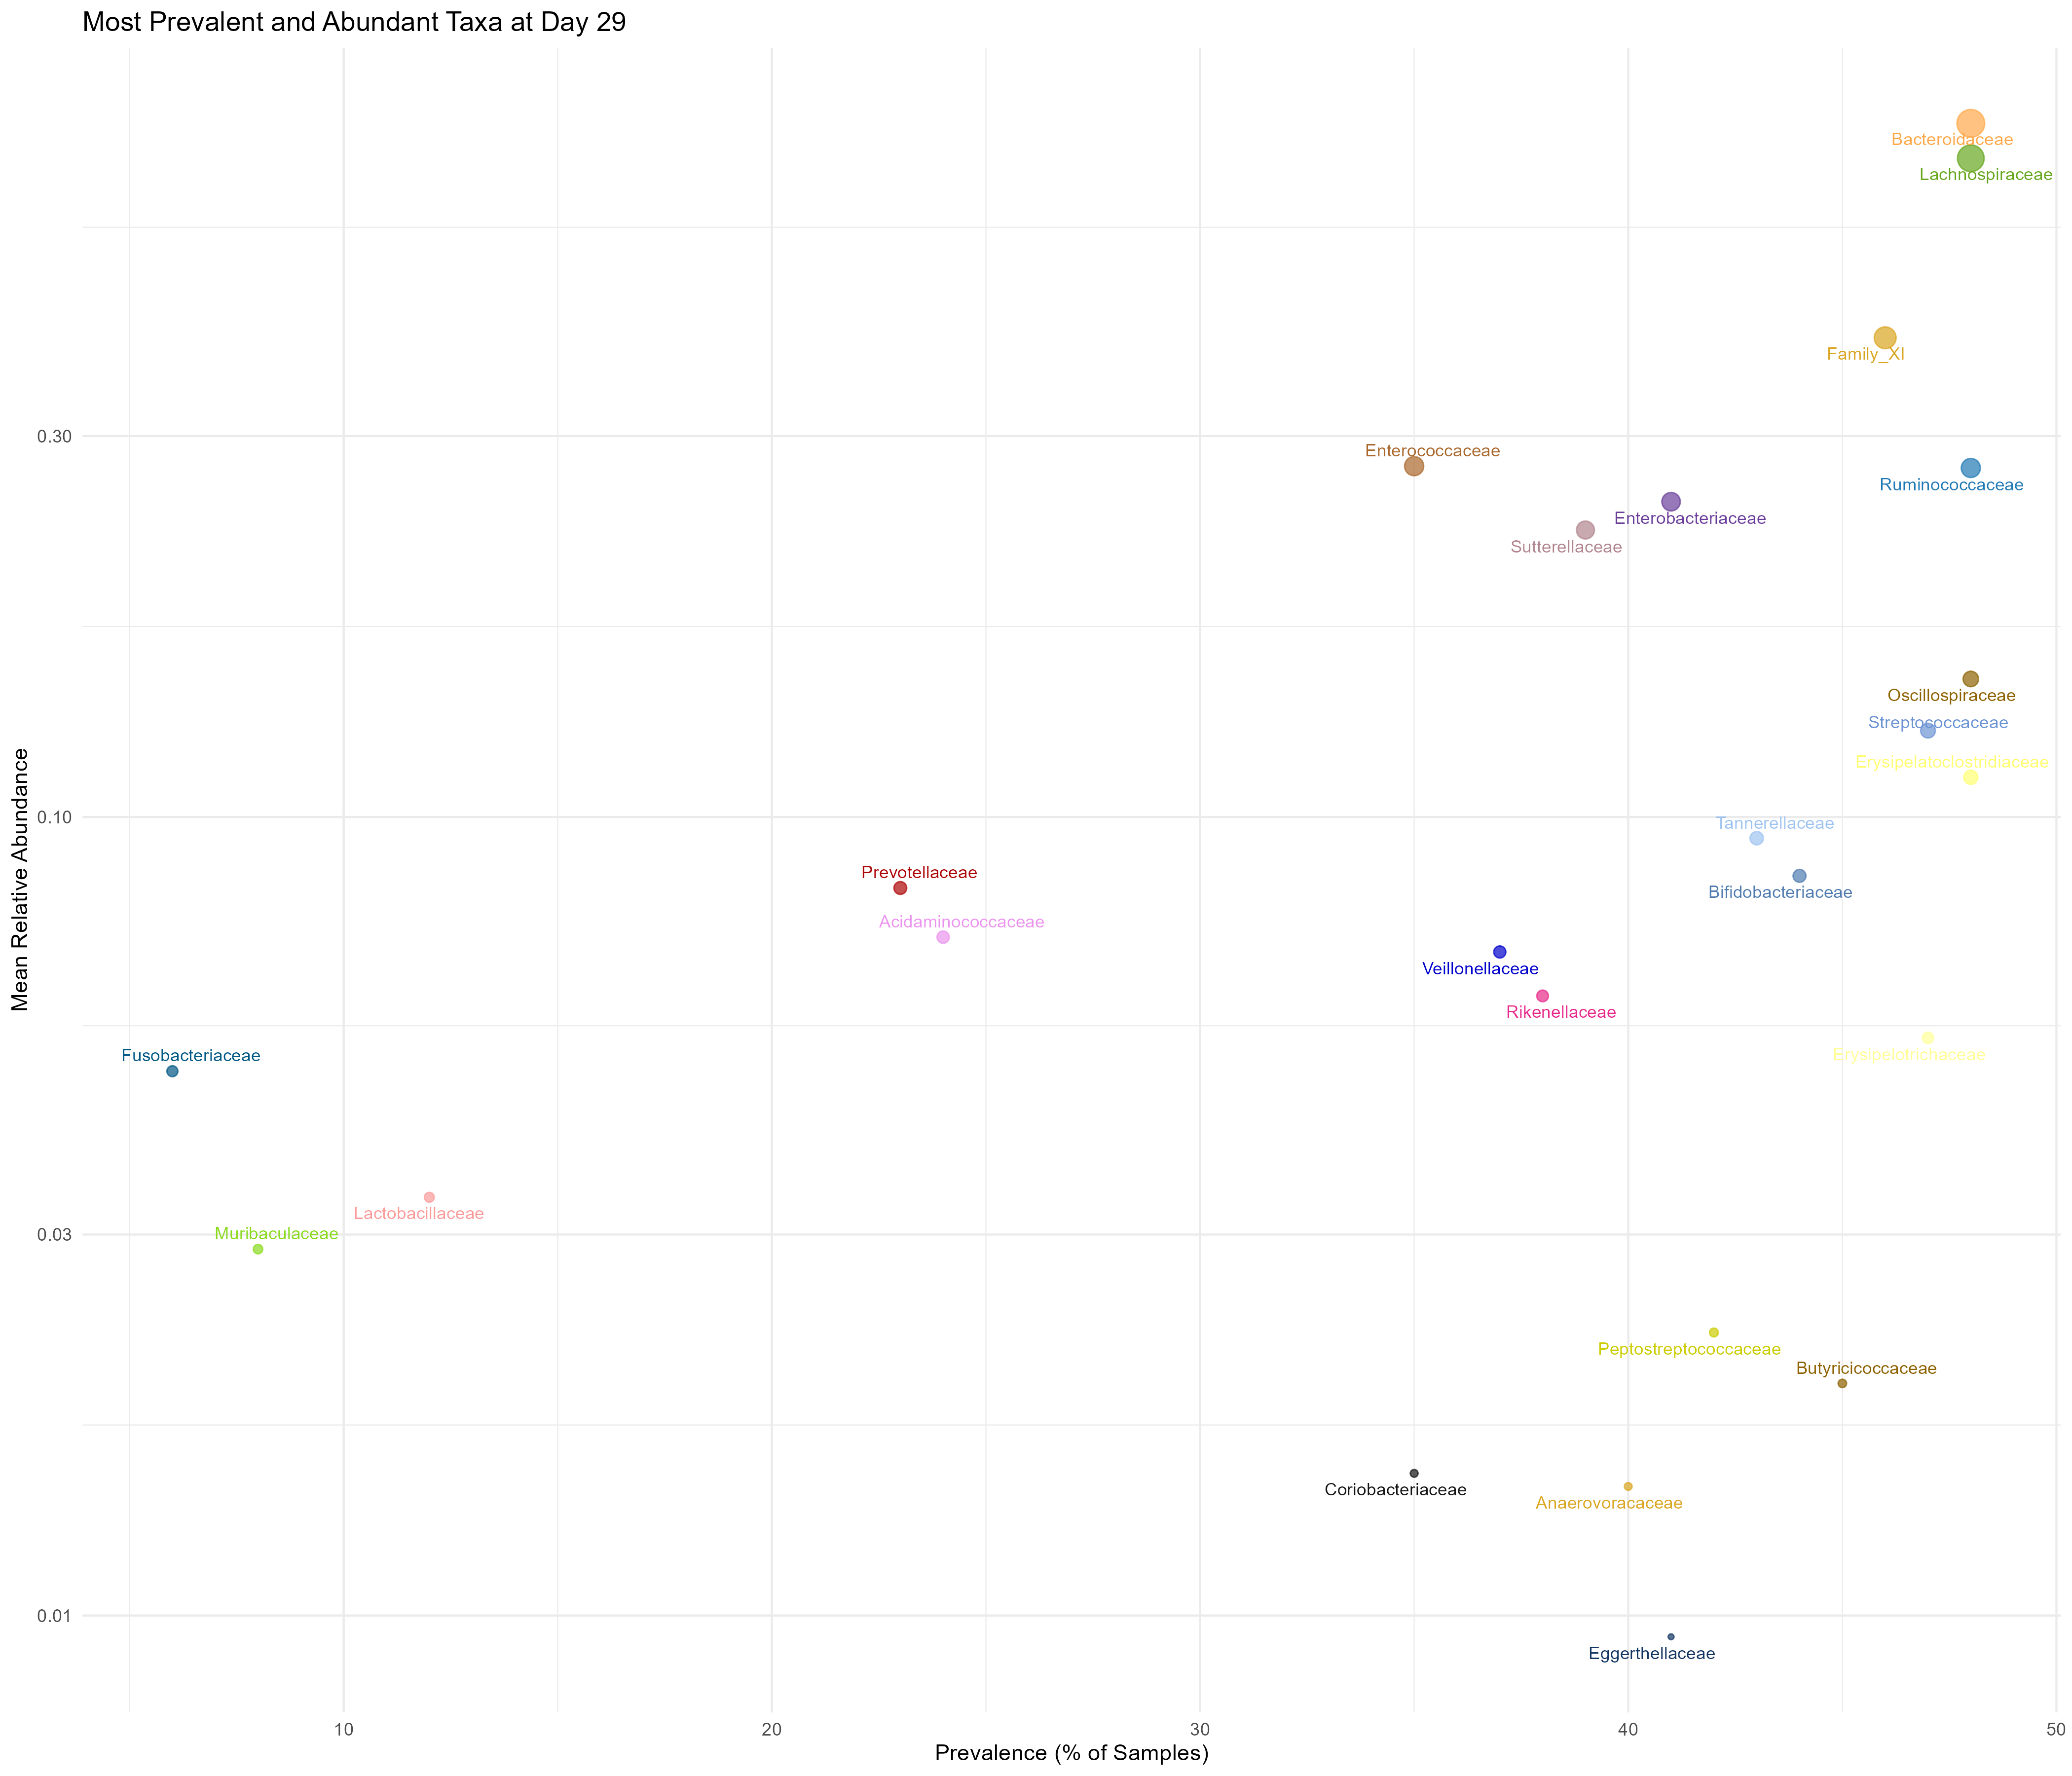 Most Prevalent and Abundant Taxa at Day 29
Bacteroidaceae
Lachnospiraceae
Family_XI
0.30
Enterococcaceae
Ruminococcaceae
Enterobacteriaceae
Sutterellaceae
Oscillospiraceae
Streptococcaceae
Erysipelatoclostridiaceae
0.10
Tannerellaceae
Prevotellaceae
Bifidobacteriaceae
Acidaminococcaceae
Veillonellaceae
Rikenellaceae
Mean Relative Abundance
Fusobacteriaceae
Erysipelotrichaceae
Lactobacillaceae
Muribaculaceae
0.03
Peptostreptococcaceae
Butyricicoccaceae
Coriobacteriaceae
Anaerovoracaceae
0.01
Eggerthellaceae
10 20 30 40 50
Prevalence (% of Samples)